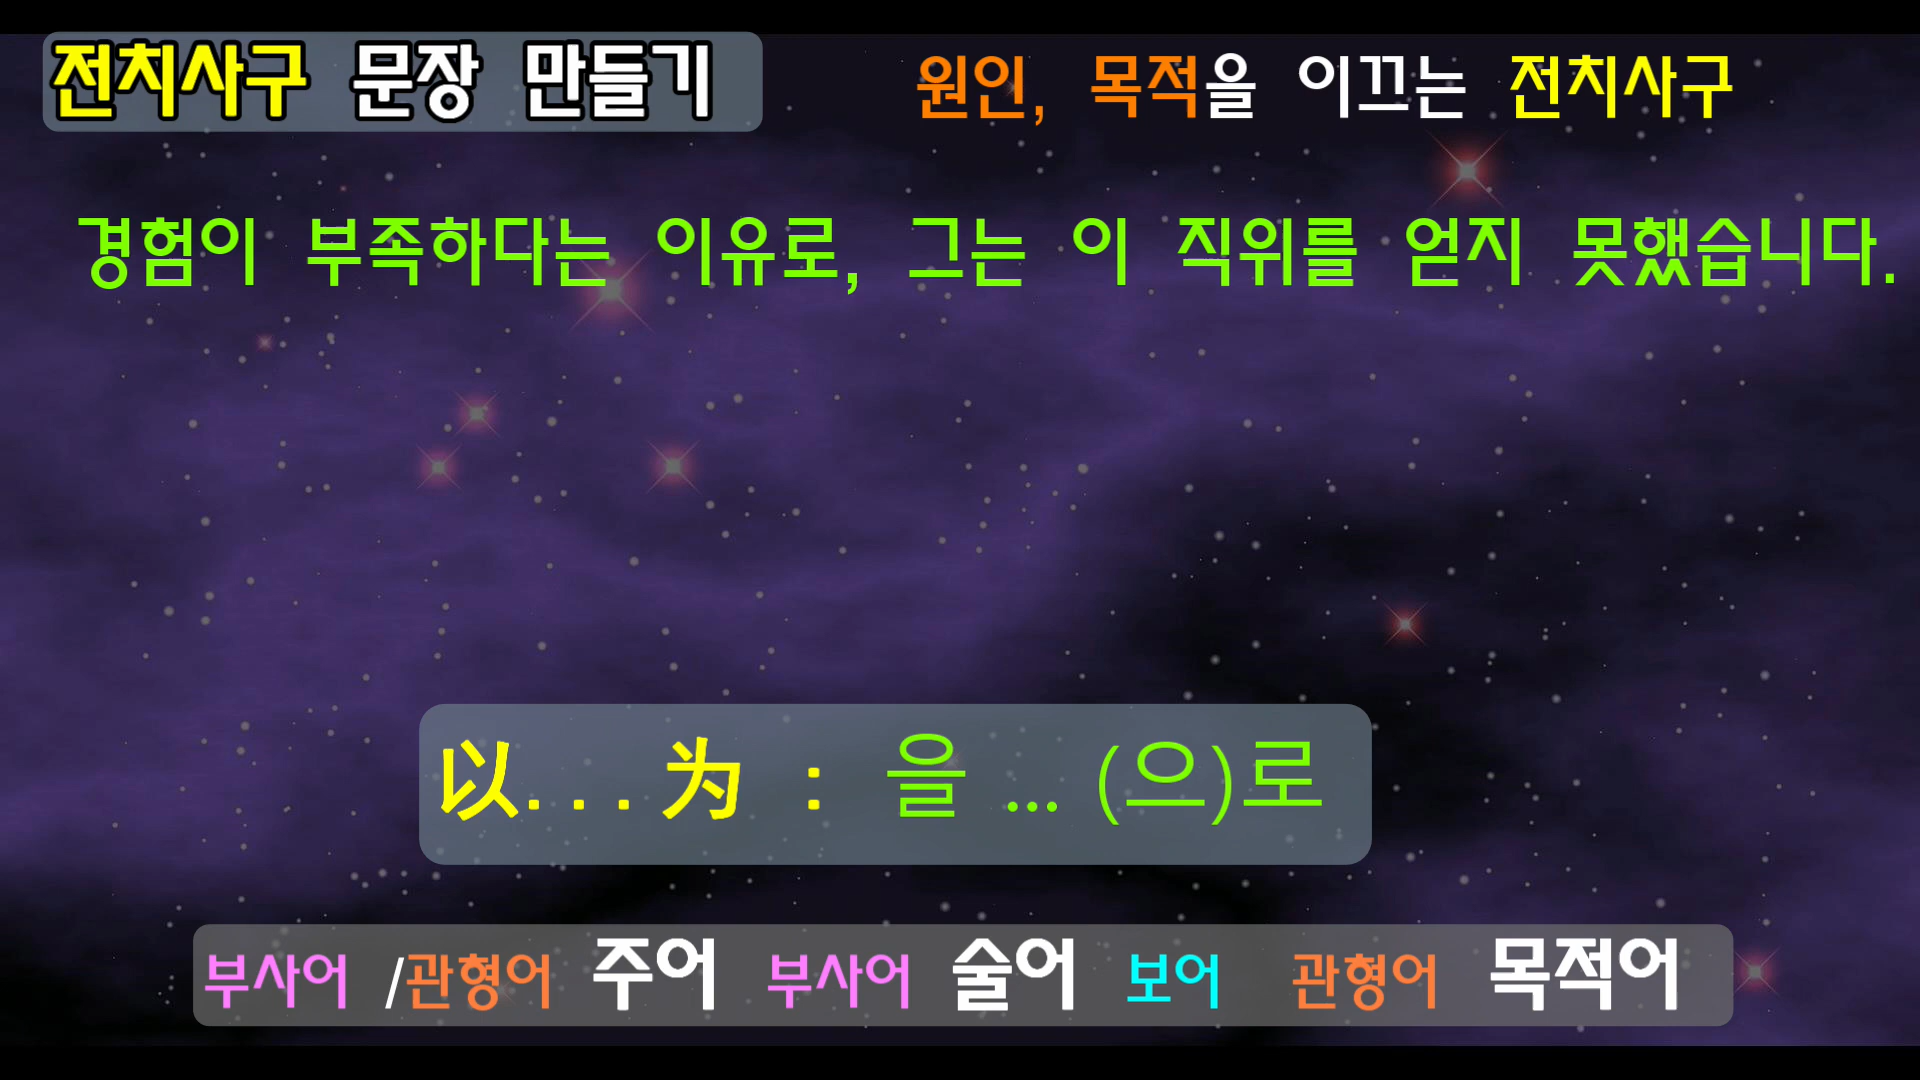 전치사구 문장 만들기
원인, 목적을 이끄는 전치사구
경험이 부족하다는 이유로, 그는 이 직위를 얻지 못했습니다.
以...为 : 을 ... (으)로
부사어 /관형어 주어 부사어 술어 보어 관형어 목적어